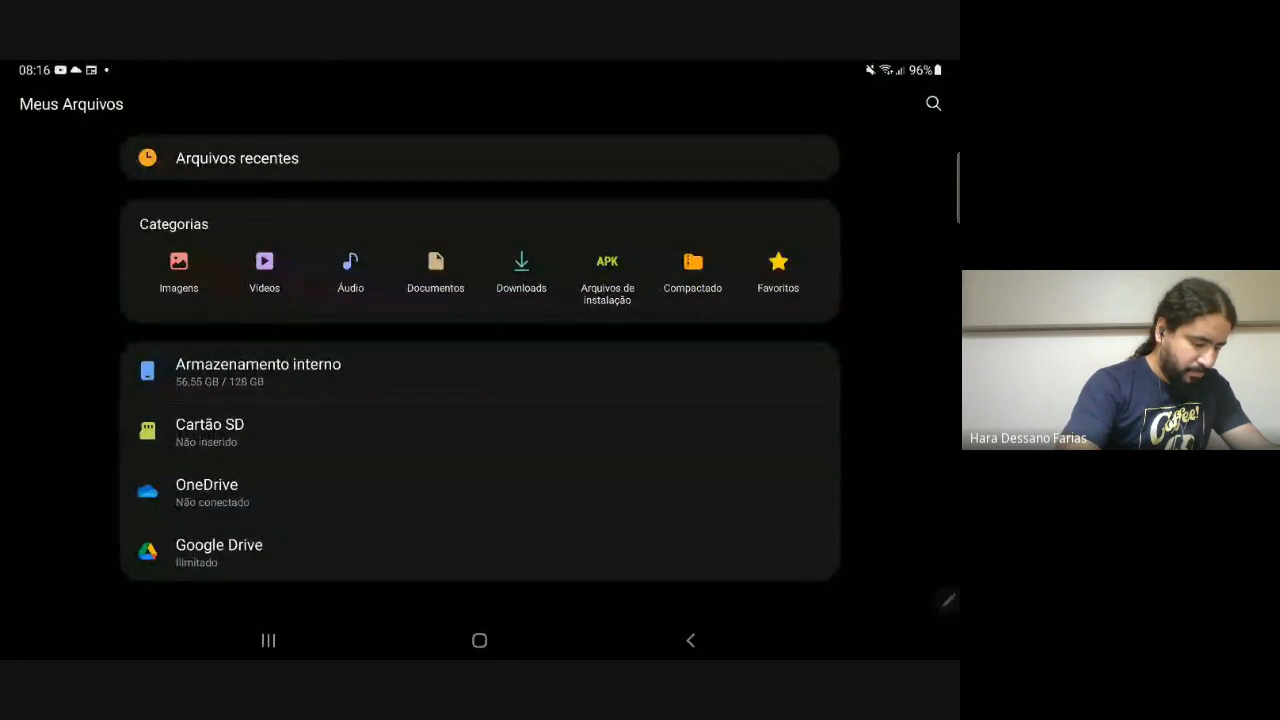 08:16
96%
Meus Arquivos
Arquivos recentes
Categorias
Imagens
Vídeos
Áudio
Documentos
Downloads
APK
Arquivos de
instalação
Compactado
Favoritos
Armazenamento interno
56,55 GB / 128 GB
Cartão SD
Não inserido
OneDrive
Não conectado
Google Drive
Ilimitado
Coffee!
Hara Dessano Farias